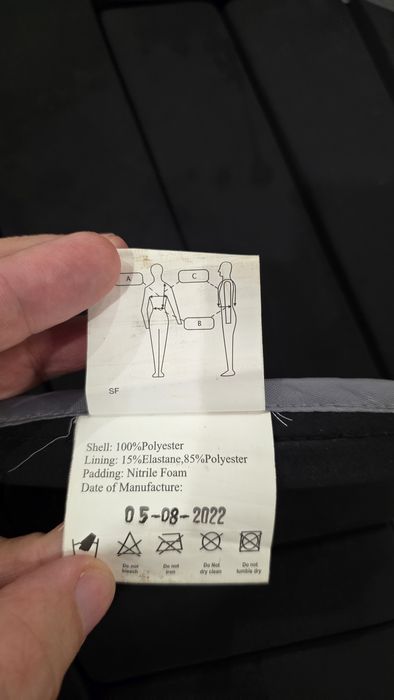 A
C
B
SF
Shell: 100%Polyester
Lining: 15%Elastane,85%Polyester
Padding: Nitrile Foam
Date of Manufacture:
05-08-2022
Do not bleach
Do not iron
Do Not dry clean
Do not tumble dry